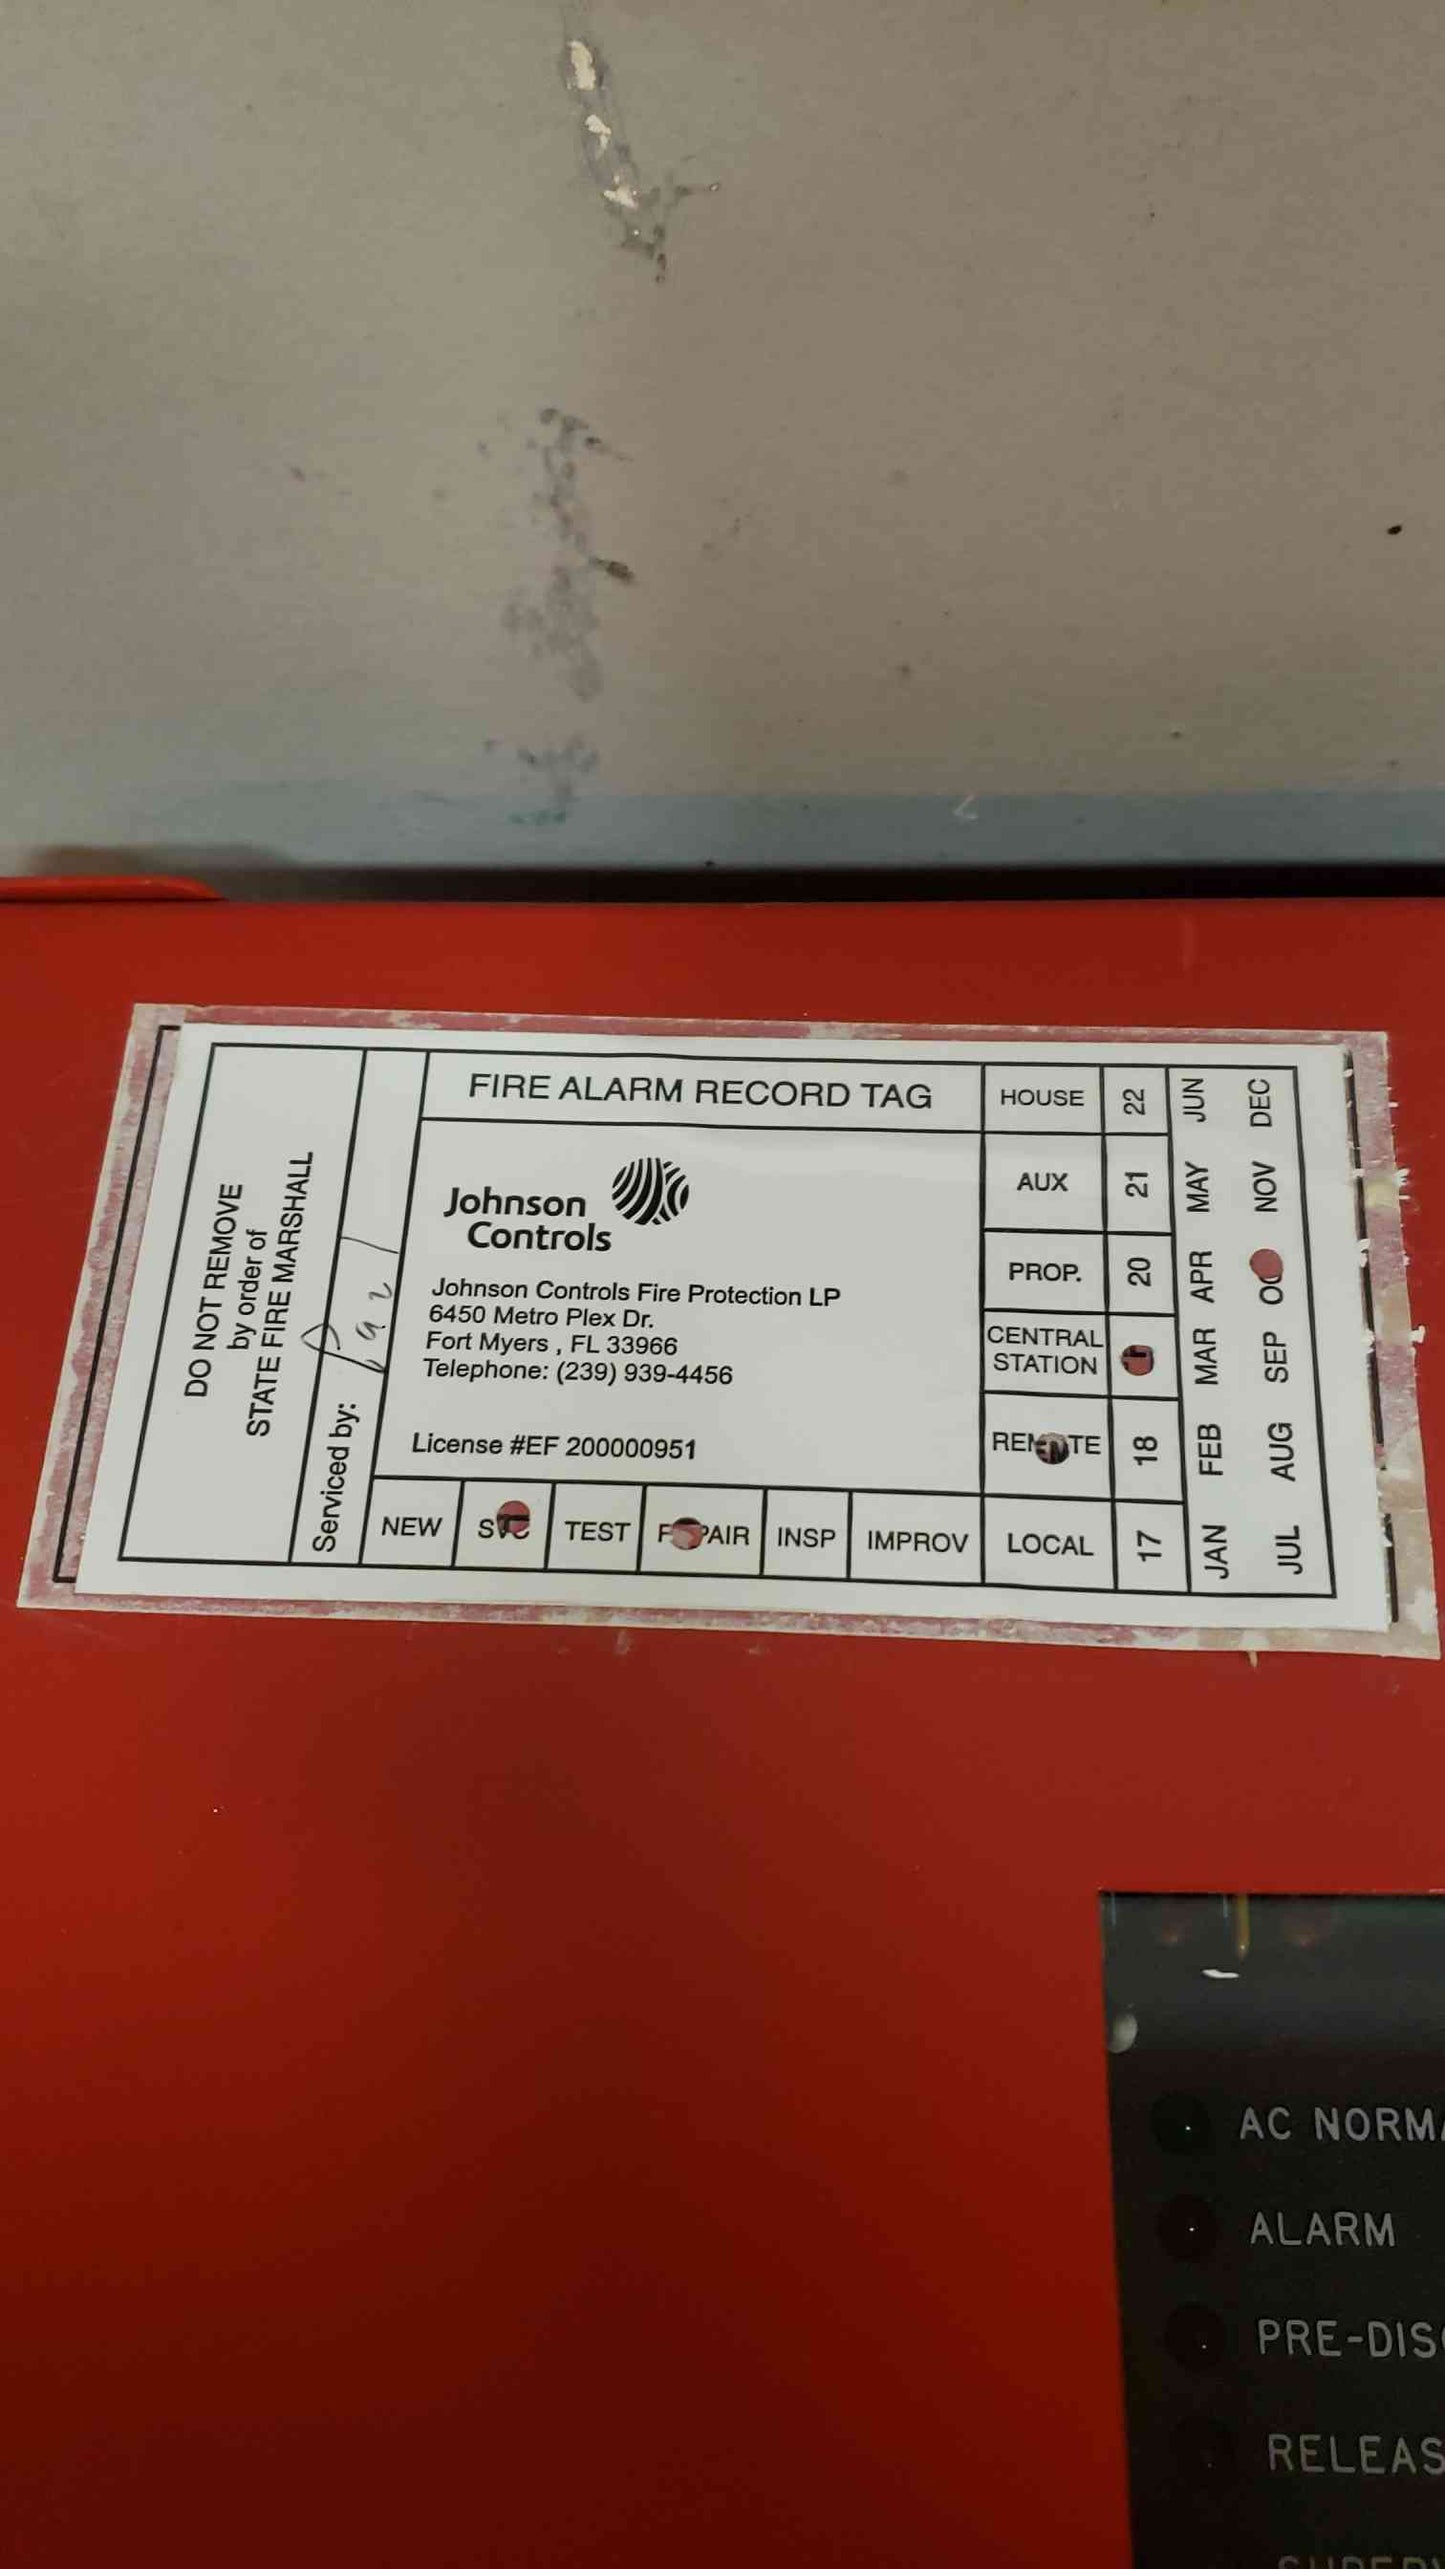 DO NOT REMOVE
by order of
STATE FIRE MARSHALL
Serviced by: Paul
FIRE ALARM RECORD TAG
Johnson
Controls
Johnson Controls Fire Protection LP
6450 Metro Plex Dr.
Fort Myers , FL 33966
Telephone: (239) 939-4456
License #EF 200000951
NEW TEST INSP IMPROV
HOUSE
AUX
PROP.
CENTRAL
STATION
LOCAL
17 18 20 21 22
JAN FEB MAR APR MAY JUN
JUL AUG SEP NOV DEC
AC NORMA
ALARM
PRE-DIS
RELEAS